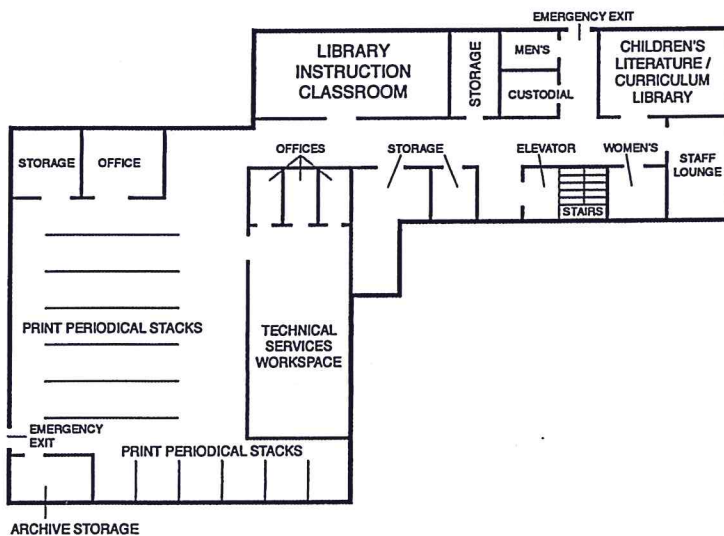 EMERGENCY EXIT
LIBRARY
INSTRUCTION
CLASSROOM
STORAGE
MEN'S
CUSTODIAL
CHILDREN'S
LITERATURE /
CURRICULUM
LIBRARY
STORAGE
OFFICE
OFFICES
STORAGE
ELEVATOR
WOMEN'S
STAFF
LOUNGE
STAIRS
PRINT PERIODICAL STACKS
TECHNICAL
SERVICES
WORKSPACE
EMERGENCY
EXIT
PRINT PERIODICAL STACKS
ARCHIVE STORAGE